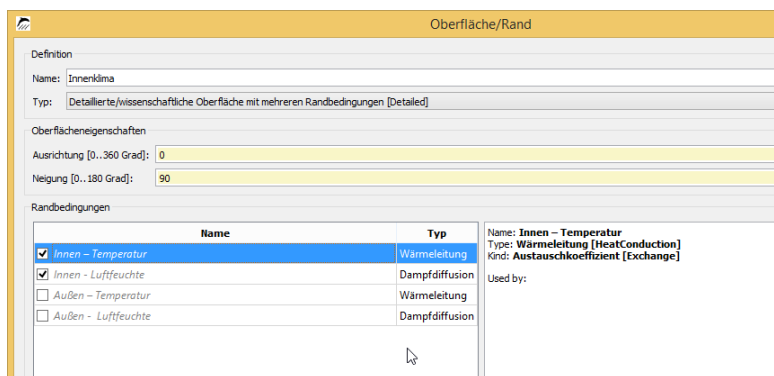 Oberfläche/Rand
Definition
Name: Innenklima
Typ: Detaillierte/wissenschaftliche Oberfläche mit mehreren Randbedingungen [Detailed]
Oberflächeneigenschaften
Ausrichtung [0..360 Grad]: 0
Neigung [0..180 Grad]: 90
Randbedingungen
Name Typ
Innen – Temperatur Wärmeleitung
Innen - Luftfeuchte Dampfdiffusion
Außen – Temperatur Wärmeleitung
Außen - Luftfeuchte Dampfdiffusion
Name: Innen – Temperatur
Type: Wärmeleitung [HeatConduction]
Kind: Austauschkoeffizient [Exchange]
Used by: